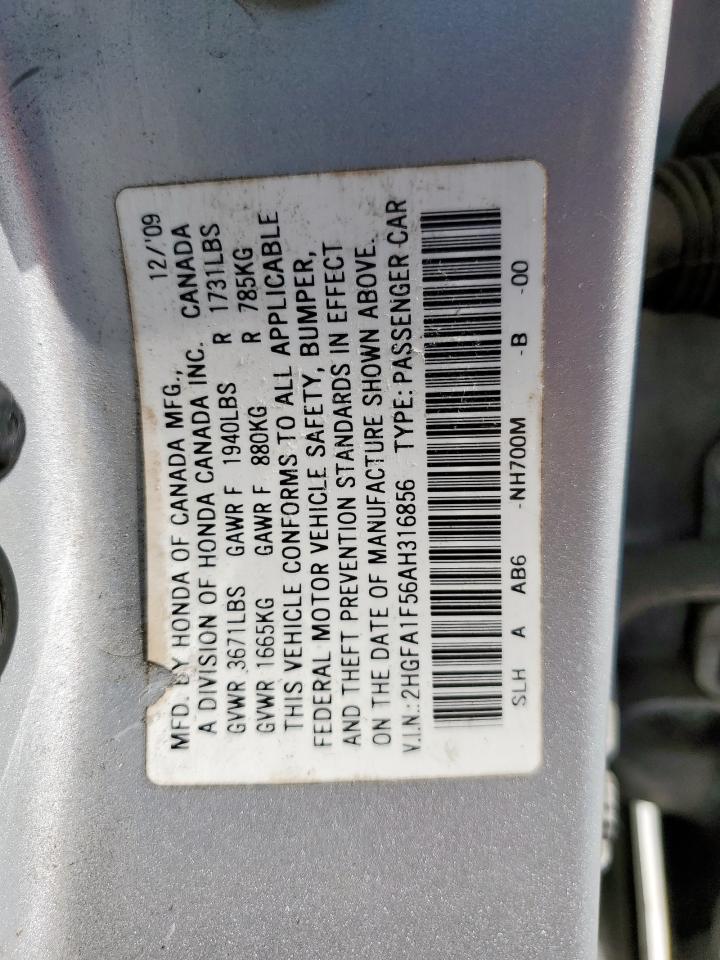 MFD. BY HONDA OF CANADA MFG., 12/'09
A DIVISION OF HONDA CANADA INC. CANADA
GVWR 3671LBS GAWR F 1940LBS R 1731LBS
GVWR 1665KG GAWR F 880KG R 785KG
THIS VEHICLE CONFORMS TO ALL APPLICABLE
FEDERAL MOTOR VEHICLE SAFETY, BUMPER,
AND THEFT PREVENTION STANDARDS IN EFFECT
ON THE DATE OF MANUFACTURE SHOWN ABOVE.
V.I.N.: 2HGFA1F56AH316856 TYPE: PASSENGER CAR
SLH A AB6 -NH700M -B -00